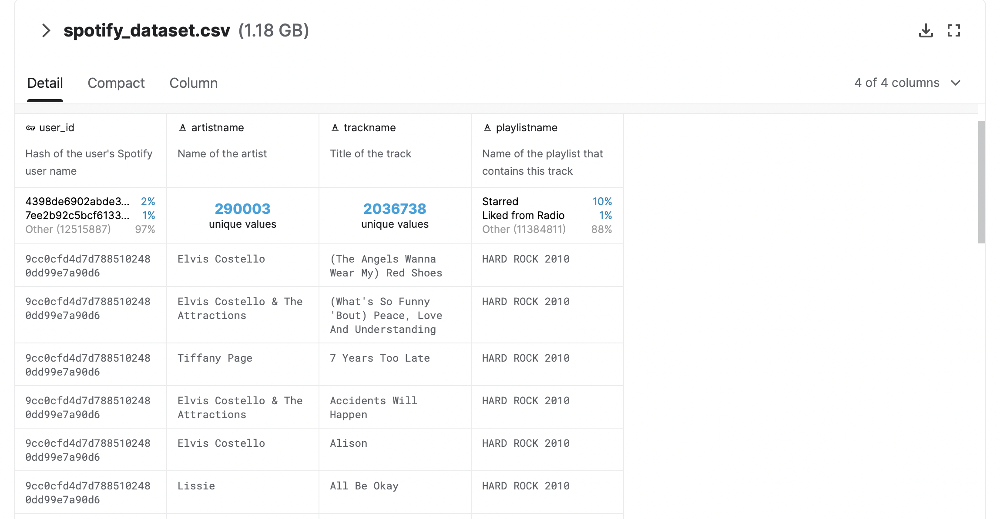 spotify_dataset.csv (1.18 GB)
Detail Compact Column 4 of 4 columns
user_id artistname trackname playlistname
Hash of the user's Spotify Name of the artist Title of the track Name of the playlist that
user name contains this track
4398de6902abde3... 2% 290003 2036738 Starred 10%
7ee2b92c5bcf6133... 1% unique values unique values Liked from Radio 1%
Other (12515887) 97% Other (11384811) 88%
9cc0cfd4d7d788510248 Elvis Costello (The Angels Wanna HARD ROCK 2010
0dd99e7a90d6 Wear My) Red Shoes
9cc0cfd4d7d788510248 Elvis Costello & The (What's So Funny HARD ROCK 2010
0dd99e7a90d6 Attractions 'Bout) Peace, Love
And Understanding
9cc0cfd4d7d788510248 Tiffany Page 7 Years Too Late HARD ROCK 2010
0dd99e7a90d6
9cc0cfd4d7d788510248 Elvis Costello & The Accidents Will HARD ROCK 2010
0dd99e7a90d6 Attractions Happen
9cc0cfd4d7d788510248 Elvis Costello Alison HARD ROCK 2010
0dd99e7a90d6
9cc0cfd4d7d788510248 Lissie All Be Okay HARD ROCK 2010
0dd99e7a90d6